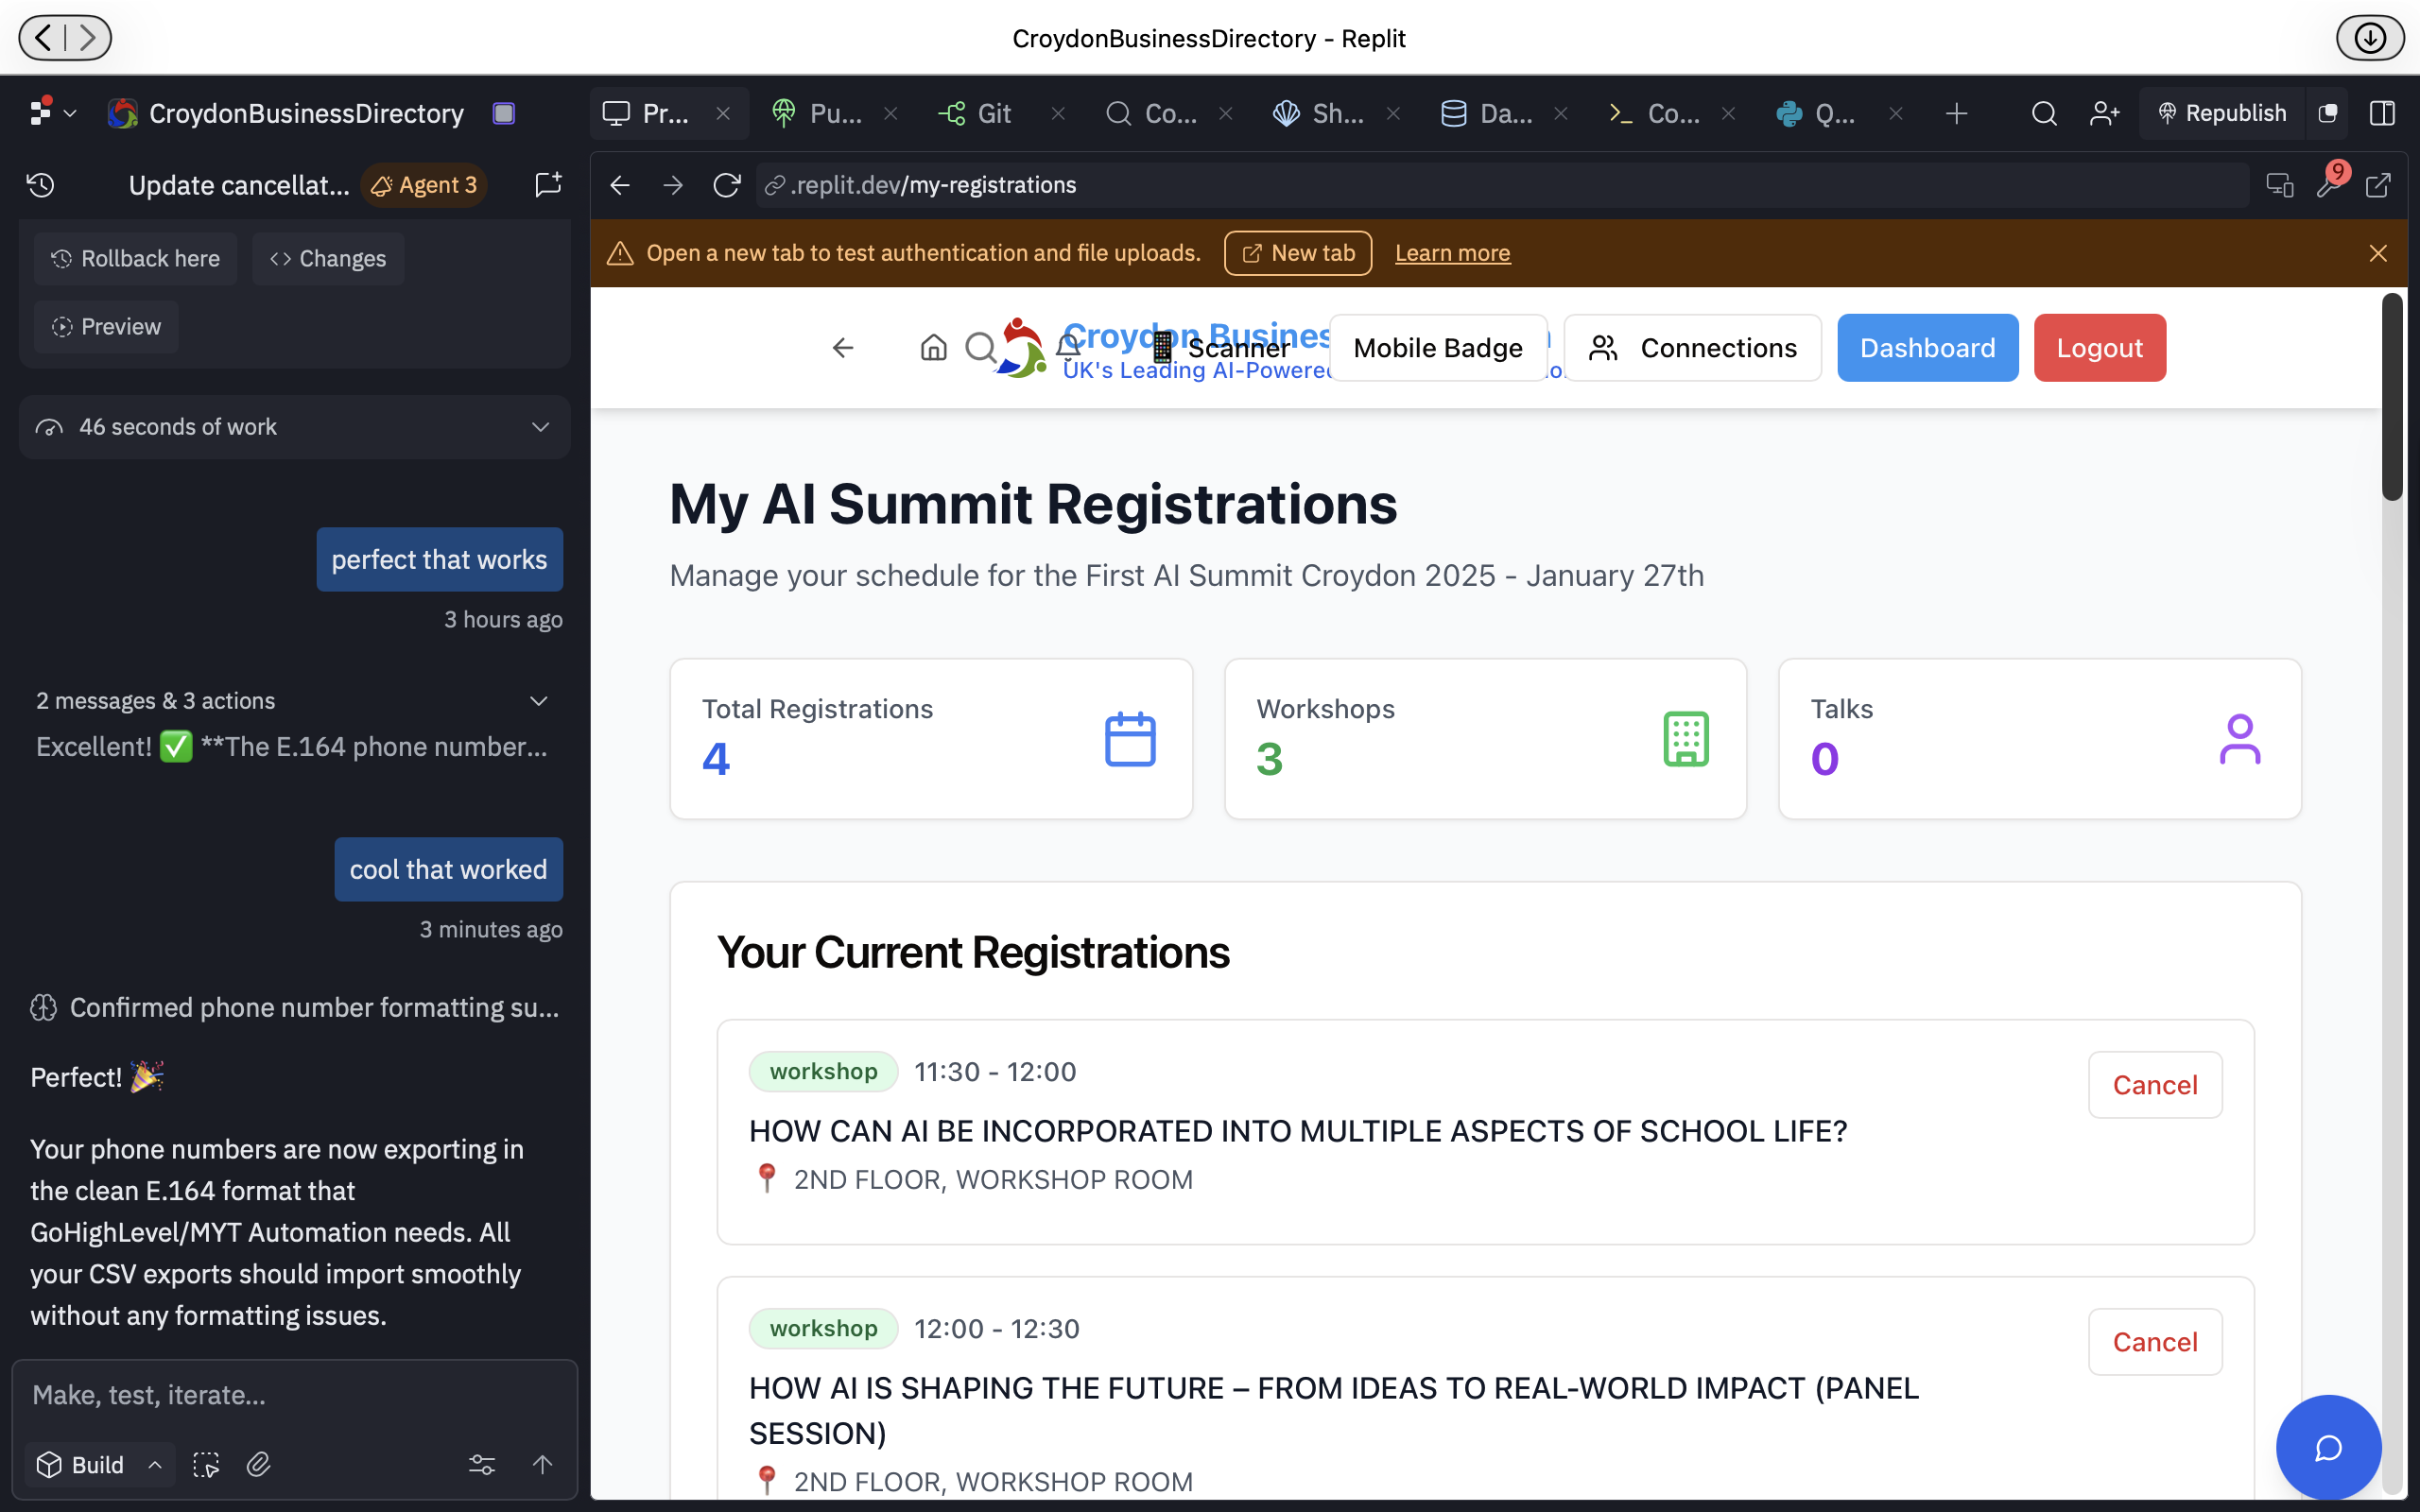 CroydonBusinessDirectory - Replit
CroydonBusinessDirectory
Pr...
Pu...
Git
Co...
Sh...
Da...
Co...
Q...
Republish
Update cancellat...
Agent 3
.replit.dev/my-registrations
9
Rollback here
Changes
Preview
Open a new tab to test authentication and file uploads.
New tab
Learn more
Croydon Busines
UK's Leading AI-Powered
Scanner
Mobile Badge
Connections
Dashboard
Logout
46 seconds of work
perfect that works
3 hours ago
2 messages & 3 actions
Excellent! ✅ **The E.164 phone number...
cool that worked
3 minutes ago
Confirmed phone number formatting su...
Perfect! 🎉
Your phone numbers are now exporting in
the clean E.164 format that
GoHighLevel/MYT Automation needs. All
your CSV exports should import smoothly
without any formatting issues.
Make, test, iterate...
Build
My AI Summit Registrations
Manage your schedule for the First AI Summit Croydon 2025 - January 27th
Total Registrations
4
Workshops
3
Talks
0
Your Current Registrations
workshop 11:30 - 12:00
Cancel
HOW CAN AI BE INCORPORATED INTO MULTIPLE ASPECTS OF SCHOOL LIFE?
📍 2ND FLOOR, WORKSHOP ROOM
workshop 12:00 - 12:30
Cancel
HOW AI IS SHAPING THE FUTURE – FROM IDEAS TO REAL-WORLD IMPACT (PANEL
SESSION)
📍 2ND FLOOR, WORKSHOP ROOM